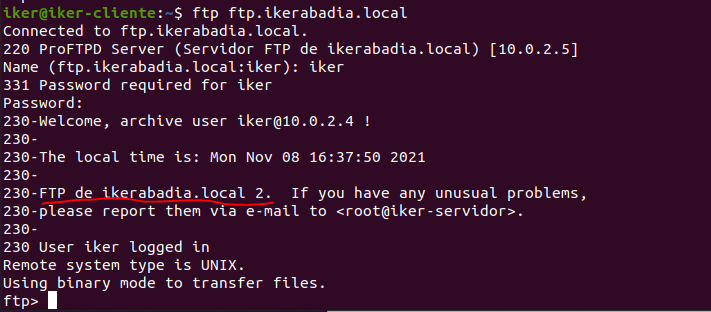 iker@iker-cliente:~$ ftp ftp.ikerabadia.local
Connected to ftp.ikerabadia.local.
220 ProFTPD Server (Servidor FTP de ikerabadia.local) [10.0.2.5]
Name (ftp.ikerabadia.local:iker): iker
331 Password required for iker
Password:
230-Welcome, archive user iker@10.0.2.4 !
230-
230-The local time is: Mon Nov 08 16:37:50 2021
230-
230-FTP de ikerabadia.local 2.  If you have any unusual problems,
230-please report them via e-mail to <root@iker-servidor>.
230-
230 User iker logged in
Remote system type is UNIX.
Using binary mode to transfer files.
ftp>